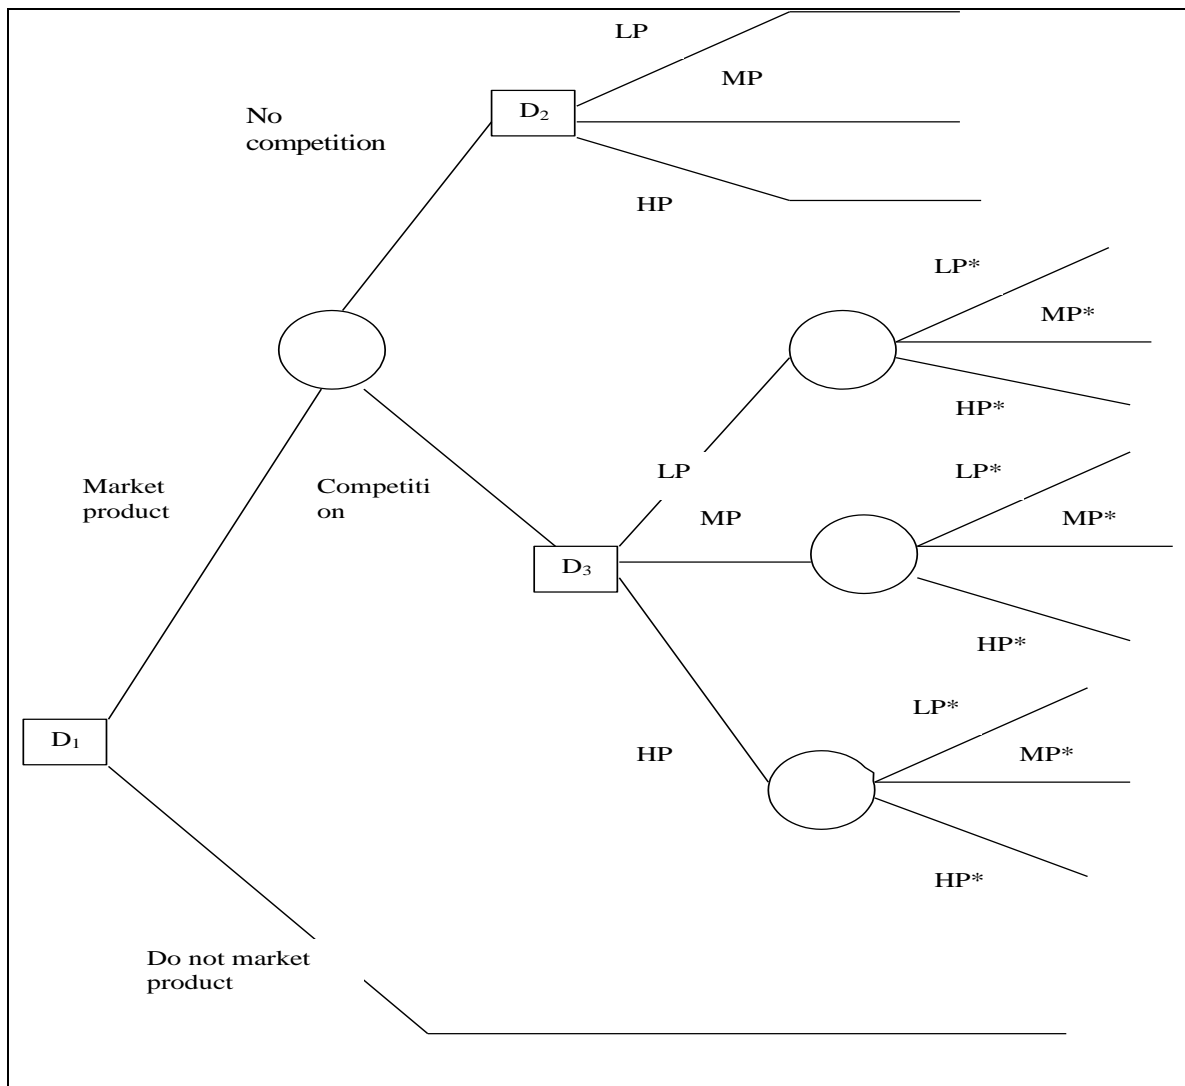 LP
MP
D₂
No
competition
HP
LP*
MP*
HP*
LP
LP*
Market
product
Competiti
on
MP
MP*
D₃
HP*
LP*
D₁
HP
MP*
HP*
Do not market
product